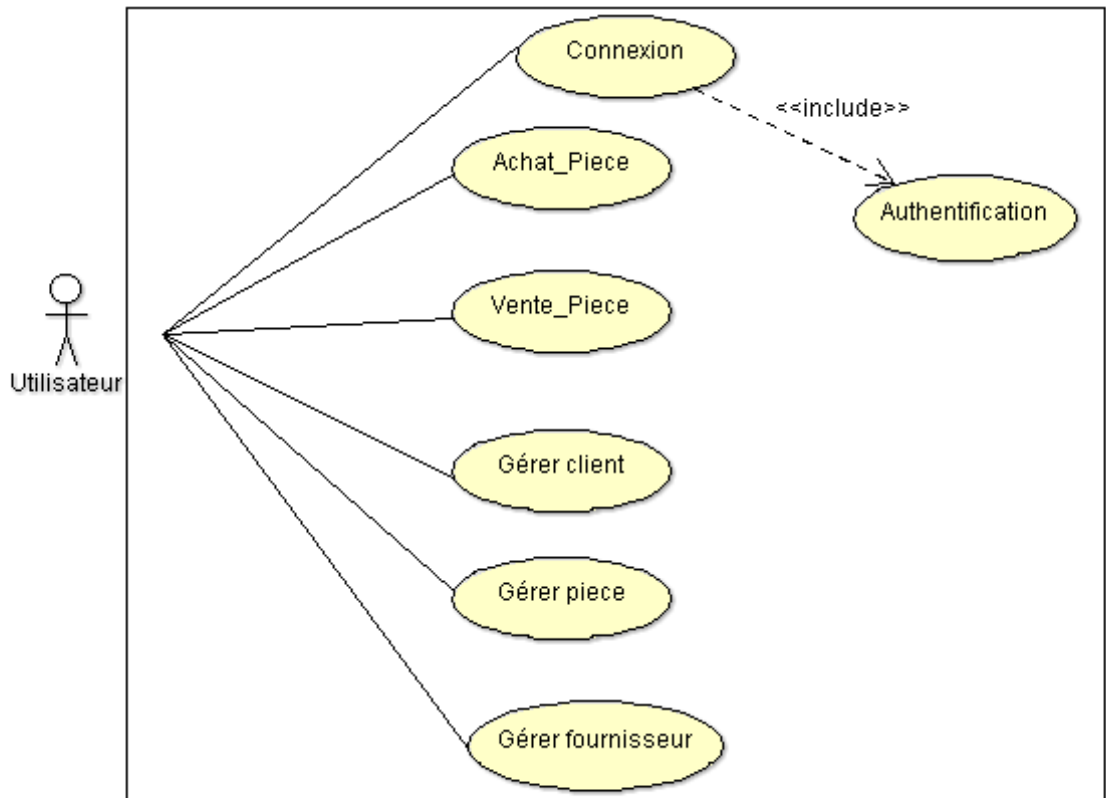 Connexion
<<include>>
Achat_Piece
Authentification
Vente_Piece
Utilisateur
Gérer client
Gérer piece
Gérer fournisseur